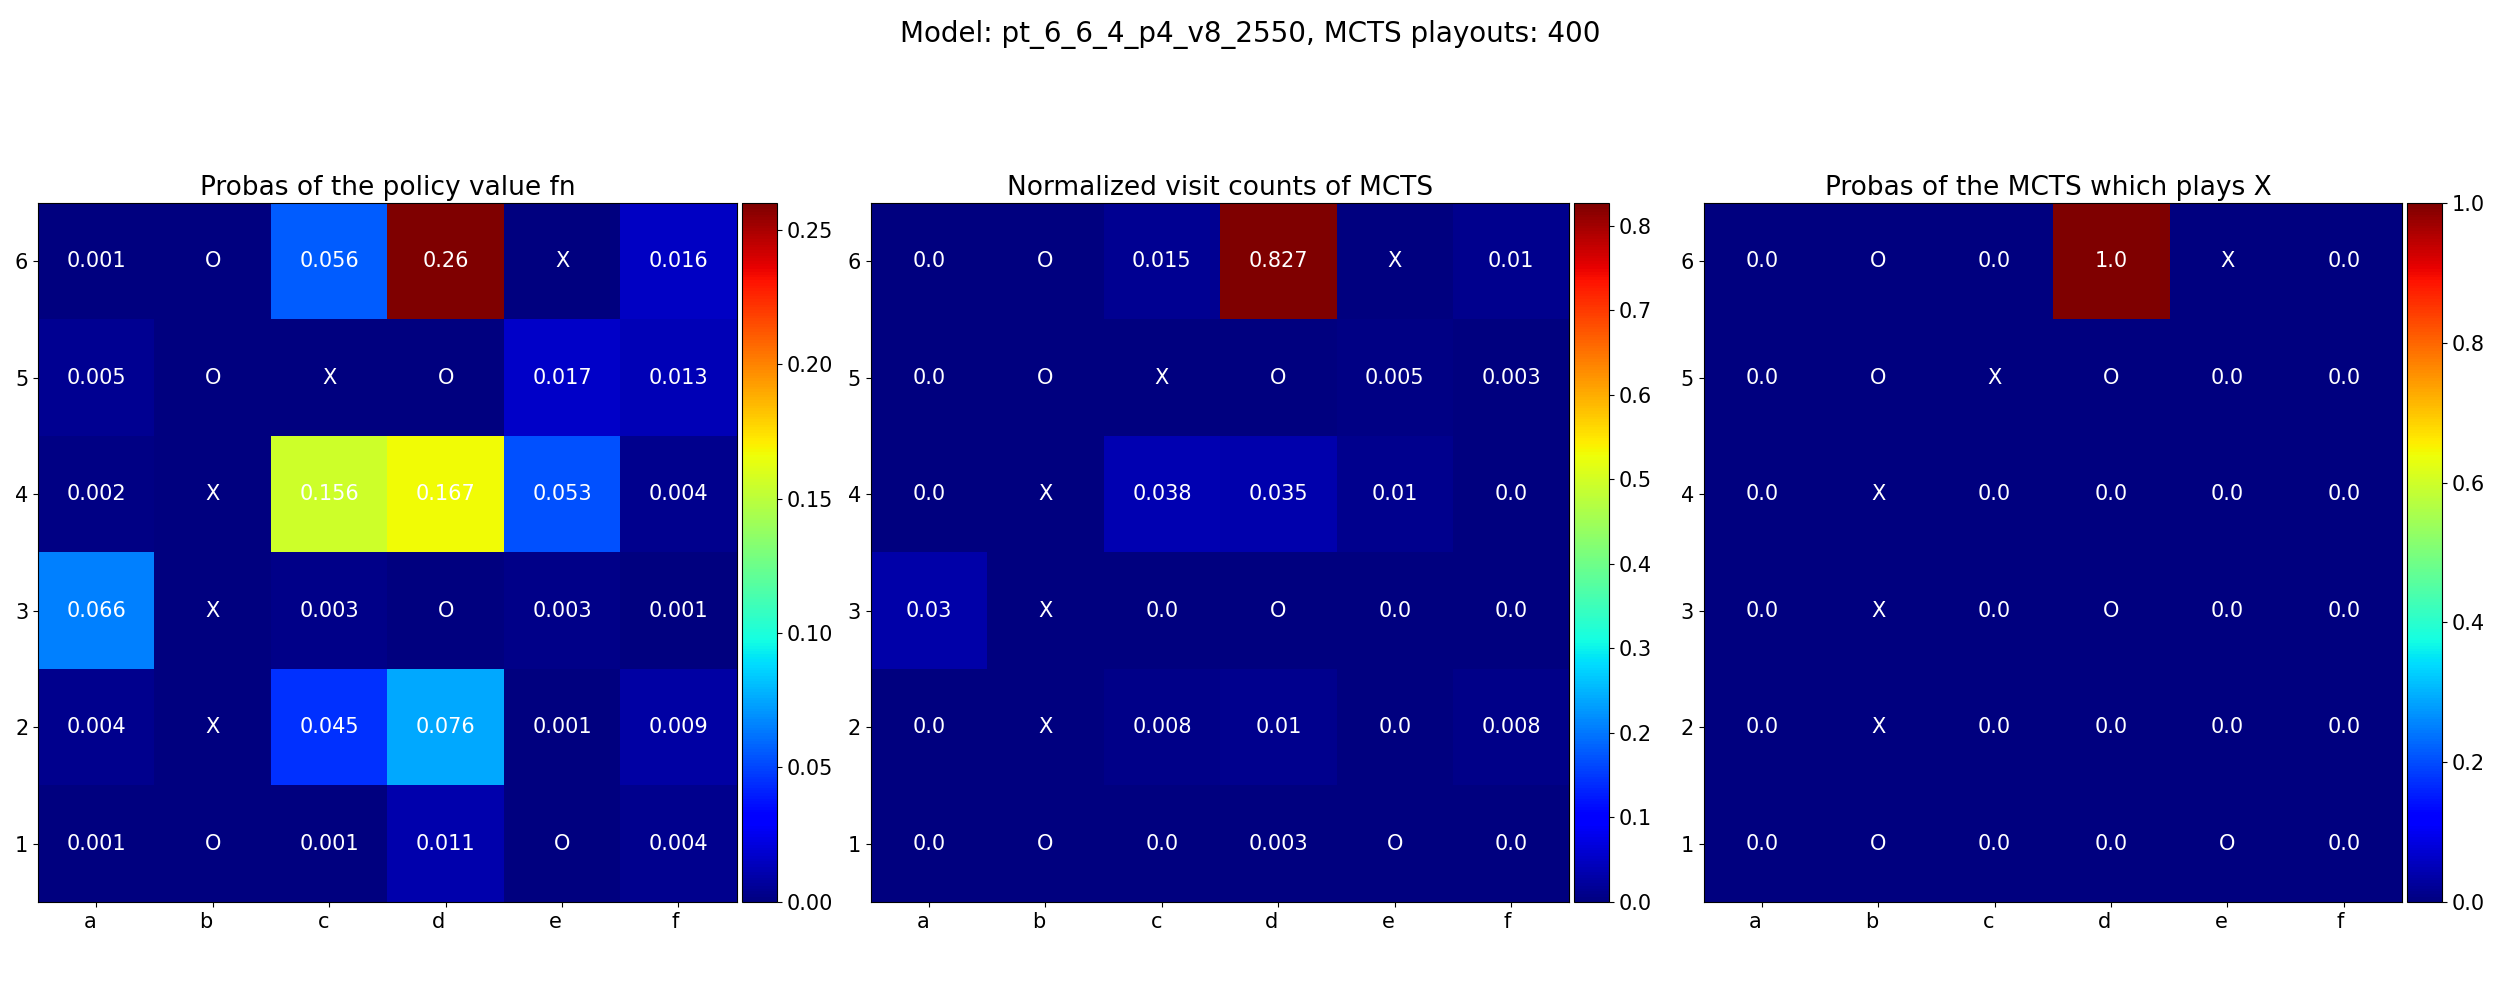 Model: pt_6_6_4_p4_v8_2550, MCTS playouts: 400
Probas of the policy value fn
6 0.001 O 0.056 0.26 X 0.016
5 0.005 O X O 0.017 0.013
4 0.002 X 0.156 0.167 0.053 0.004
3 0.066 X 0.003 O 0.003 0.001
2 0.004 X 0.045 0.076 0.001 0.009
1 0.001 O 0.001 0.011 O 0.004
a b c d e f
0.25
0.20
0.15
0.10
0.05
0.00
Normalized visit counts of MCTS
6 0.0 O 0.015 0.827 X 0.01
5 0.0 O X O 0.005 0.003
4 0.0 X 0.038 0.035 0.01 0.0
3 0.03 X 0.0 O 0.0 0.0
2 0.0 X 0.008 0.01 0.0 0.008
1 0.0 O 0.0 0.003 O 0.0
a b c d e f
0.8
0.7
0.6
0.5
0.4
0.3
0.2
0.1
0.0
Probas of the MCTS which plays X
6 0.0 O 0.0 1.0 X 0.0
5 0.0 O X O 0.0 0.0
4 0.0 X 0.0 0.0 0.0 0.0
3 0.0 X 0.0 O 0.0 0.0
2 0.0 X 0.0 0.0 0.0 0.0
1 0.0 O 0.0 0.0 O 0.0
a b c d e f
1.0
0.8
0.6
0.4
0.2
0.0